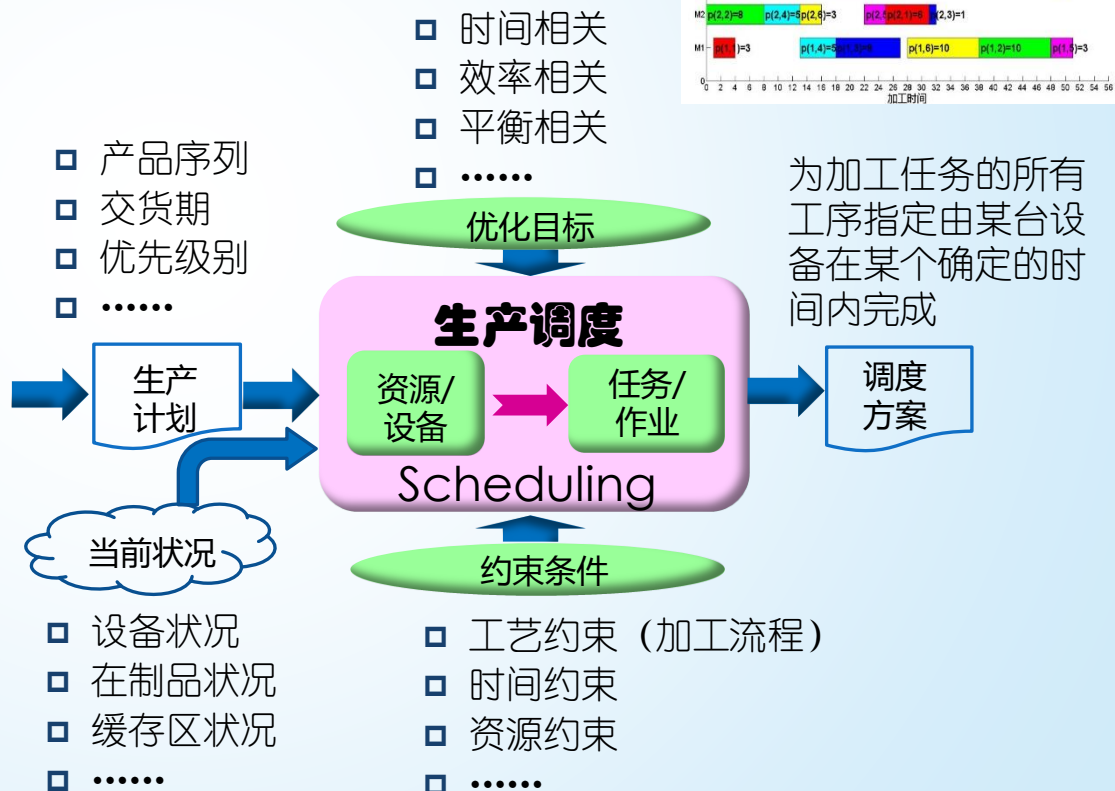 M2 p(2,2)=8 p(2,4)=5 p(2,6)=3 p(2,1)=6 (2,3)=1
M1 p(1,1)=3 p(1,4)=5 p(1,6)=10 p(1,2)=10 p(1,5)=3
0
0 2 4 6 8 10 12 14 16 18 20 22 24 26 28 30 32 34 36 38 40 42 44 46 48 50 52 54 56
加工时间
时间相关
效率相关
平衡相关
••••••
产品序列
交货期
优先级别
••••••
优化目标
为加工任务的所有
工序指定由某台设
备在某个确定的时
间内完成
生产调度
生产
计划
资源/
设备
任务/
作业
Scheduling
调度
方案
当前状况
约束条件
设备状况
在制品状况
缓存区状况
••••••
工艺约束（加工流程）
时间约束
资源约束
••••••